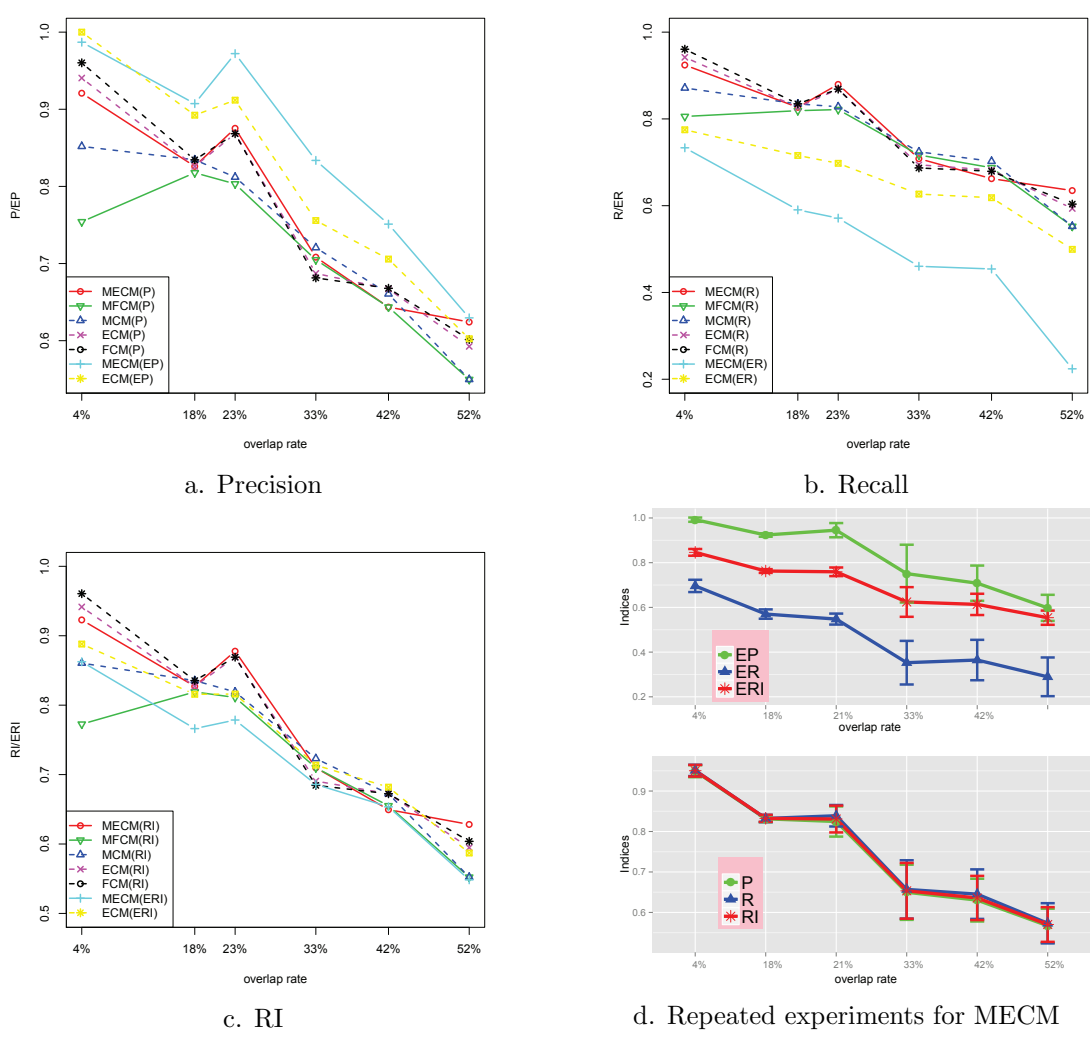 P/EP
1.0
0.9
0.8
0.7
0.6
MECM(P)
MFCM(P)
MCM(P)
ECM(P)
FCM(P)
MECM(EP)
ECM(EP)
4%
18%
23%
33%
42%
52%
overlap rate
a. Precision
R/ER
1.0
0.8
0.6
0.4
0.2
MECM(R)
MFCM(R)
MCM(R)
ECM(R)
FCM(R)
MECM(ER)
ECM(ER)
4%
18%
23%
33%
42%
52%
overlap rate
b. Recall
RI/ERI
1.0
0.9
0.8
0.7
0.6
0.5
MECM(RI)
MFCM(RI)
MCM(RI)
ECM(RI)
FCM(RI)
MECM(ERI)
ECM(ERI)
4%
18%
23%
33%
42%
52%
overlap rate
c. RI
Indices
1.0
0.8
0.6
0.4
0.2
EP
ER
ERI
4%
18%
21%
33%
42%
overlap rate
Indices
0.9
0.8
0.7
0.6
P
R
RI
4%
18%
21%
33%
42%
52%
overlap rate
d. Repeated experiments for MECM